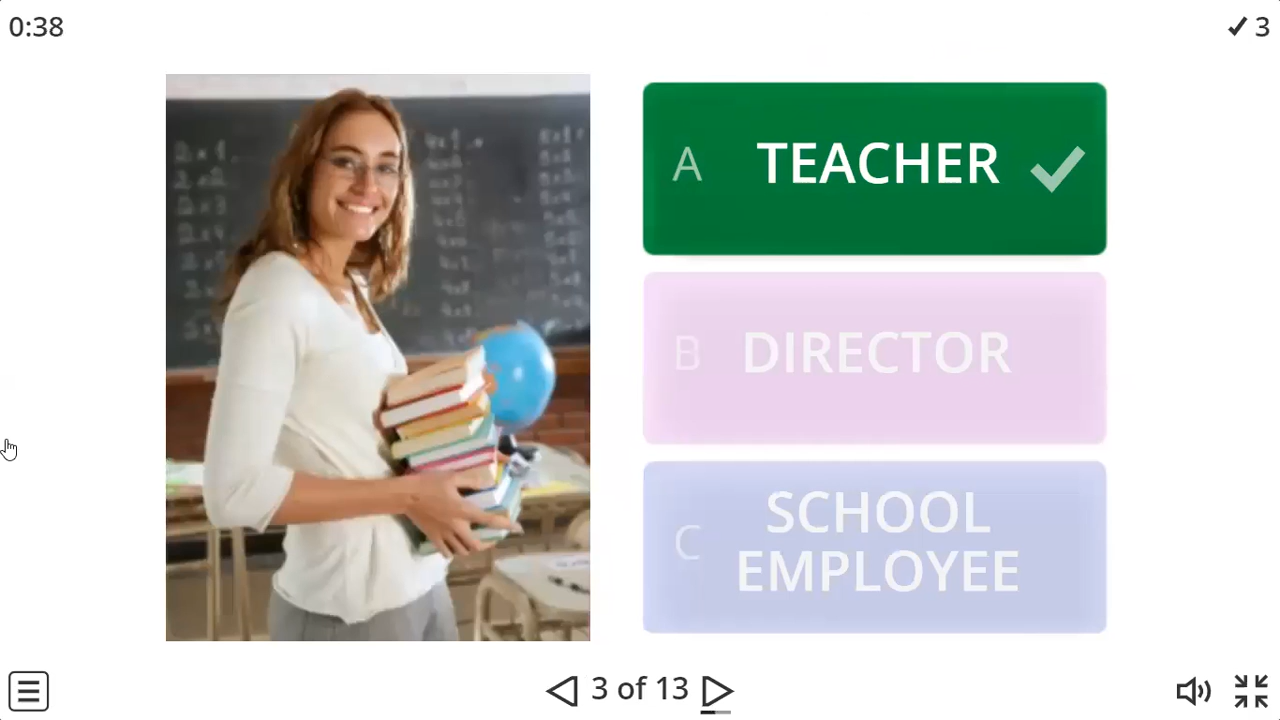 0:38
3
A TEACHER
B DIRECTOR
C SCHOOL
EMPLOYEE
3 of 13